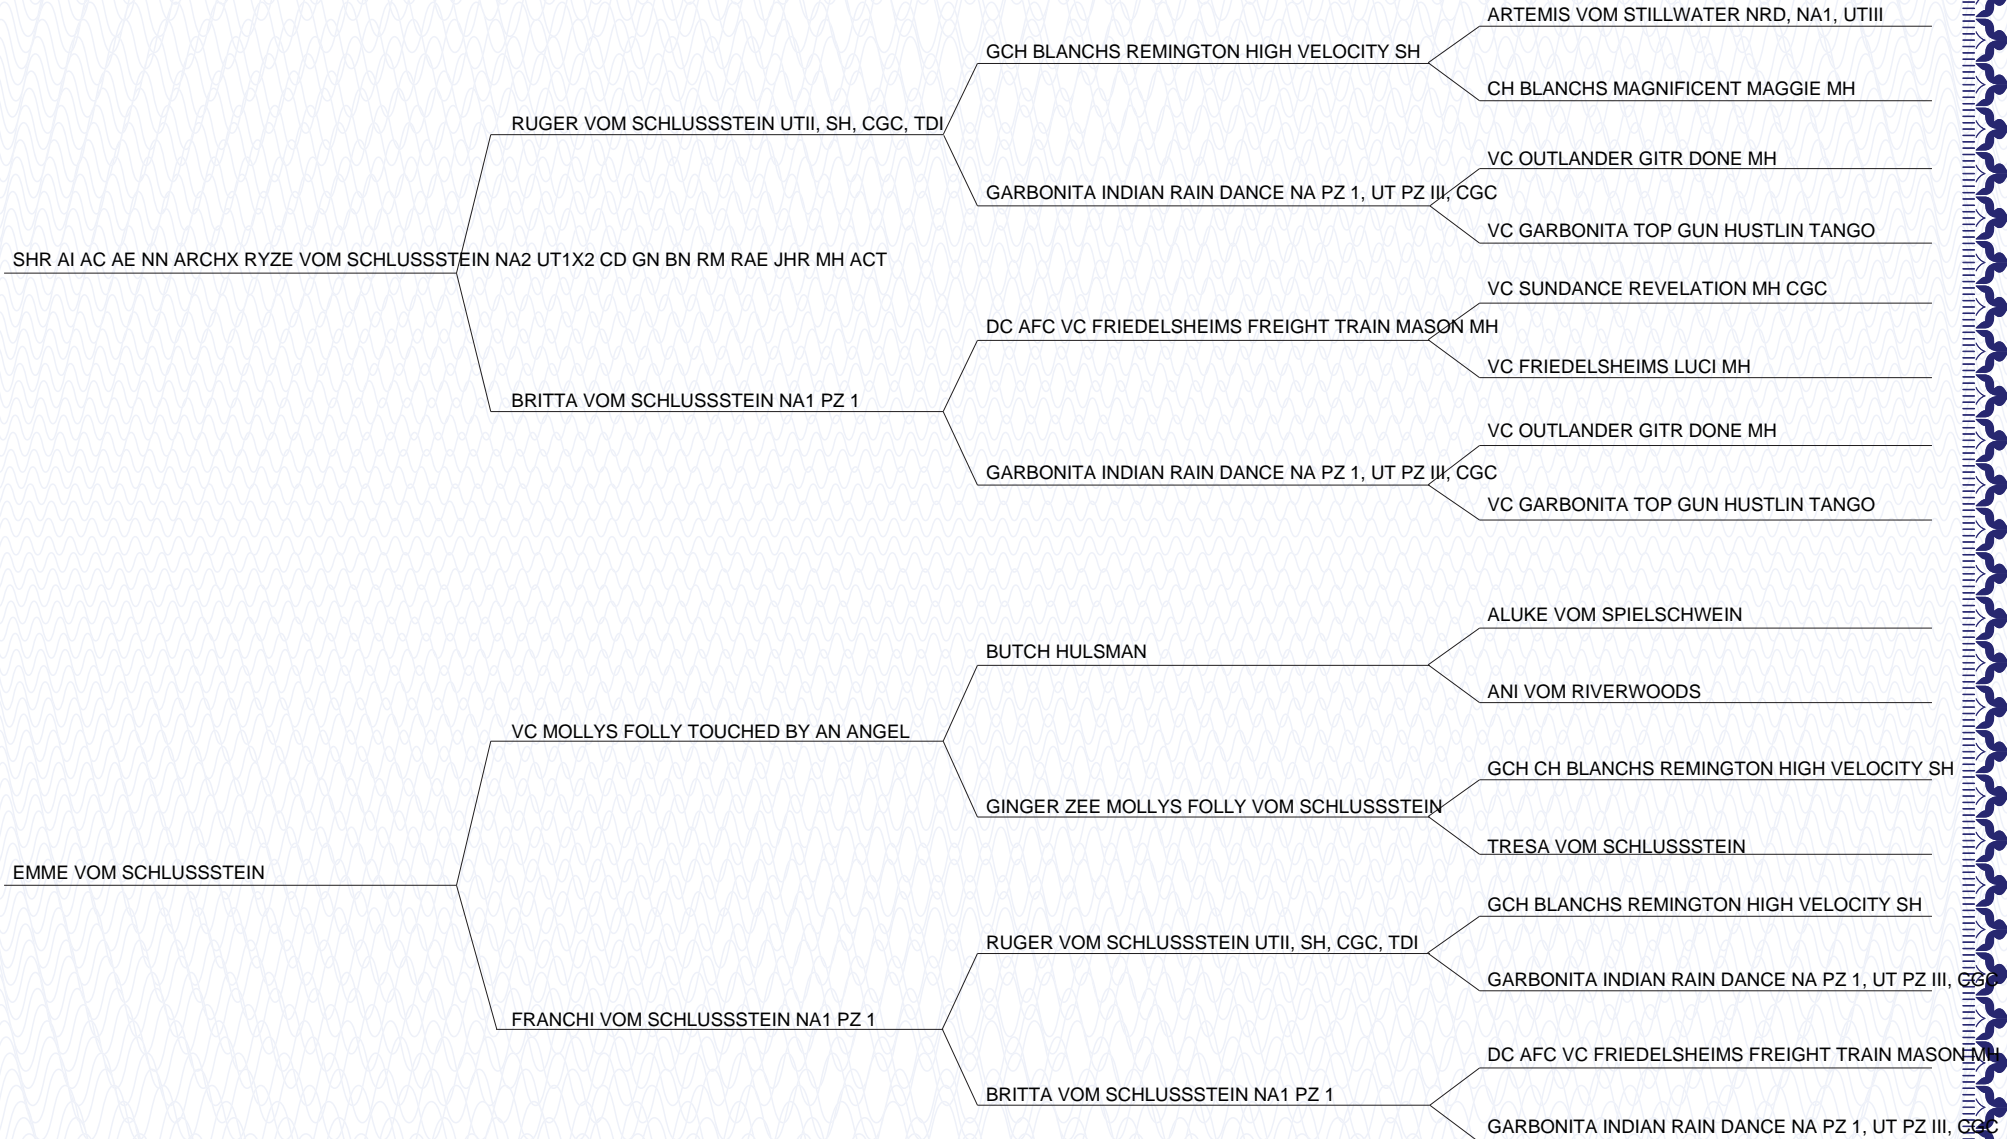 ARTEMIS VOM STILLWATER NRD, NA1, UTIII
GCH BLANCHS REMINGTON HIGH VELOCITY SH
CH BLANCHS MAGNIFICENT MAGGIE MH
RUGER VOM SCHLUSSSTEIN UTII, SH, CGC, TDI
VC OUTLANDER GITR DONE MH
GARBONITA INDIAN RAIN DANCE NA PZ 1, UT PZ III, CGC
VC GARBONITA TOP GUN HUSTLIN TANGO
SHR AI AC AE NN ARCHX RYZE VOM SCHLUSSSTEIN NA2 UT1X2 CD GN BN RM RAE JHR MH ACT
VC SUNDANCE REVELATION MH CGC
DC AFC VC FRIEDELSHEIMS FREIGHT TRAIN MASON MH
VC FRIEDELSHEIMS LUCI MH
BRITTA VOM SCHLUSSSTEIN NA1 PZ 1
VC OUTLANDER GITR DONE MH
GARBONITA INDIAN RAIN DANCE NA PZ 1, UT PZ III, CGC
VC GARBONITA TOP GUN HUSTLIN TANGO
ALUKE VOM SPIELSCHWEIN
BUTCH HULSMAN
ANI VOM RIVERWOODS
VC MOLLYS FOLLY TOUCHED BY AN ANGEL
GCH CH BLANCHS REMINGTON HIGH VELOCITY SH
GINGER ZEE MOLLYS FOLLY VOM SCHLUSSSTEIN
TRESA VOM SCHLUSSSTEIN
EMME VOM SCHLUSSSTEIN
GCH BLANCHS REMINGTON HIGH VELOCITY SH
RUGER VOM SCHLUSSSTEIN UTII, SH, CGC, TDI
GARBONITA INDIAN RAIN DANCE NA PZ 1, UT PZ III, CGC
FRANCHI VOM SCHLUSSSTEIN NA1 PZ 1
DC AFC VC FRIEDELSHEIMS FREIGHT TRAIN MASON MH
BRITTA VOM SCHLUSSSTEIN NA1 PZ 1
GARBONITA INDIAN RAIN DANCE NA PZ 1, UT PZ III, CGC